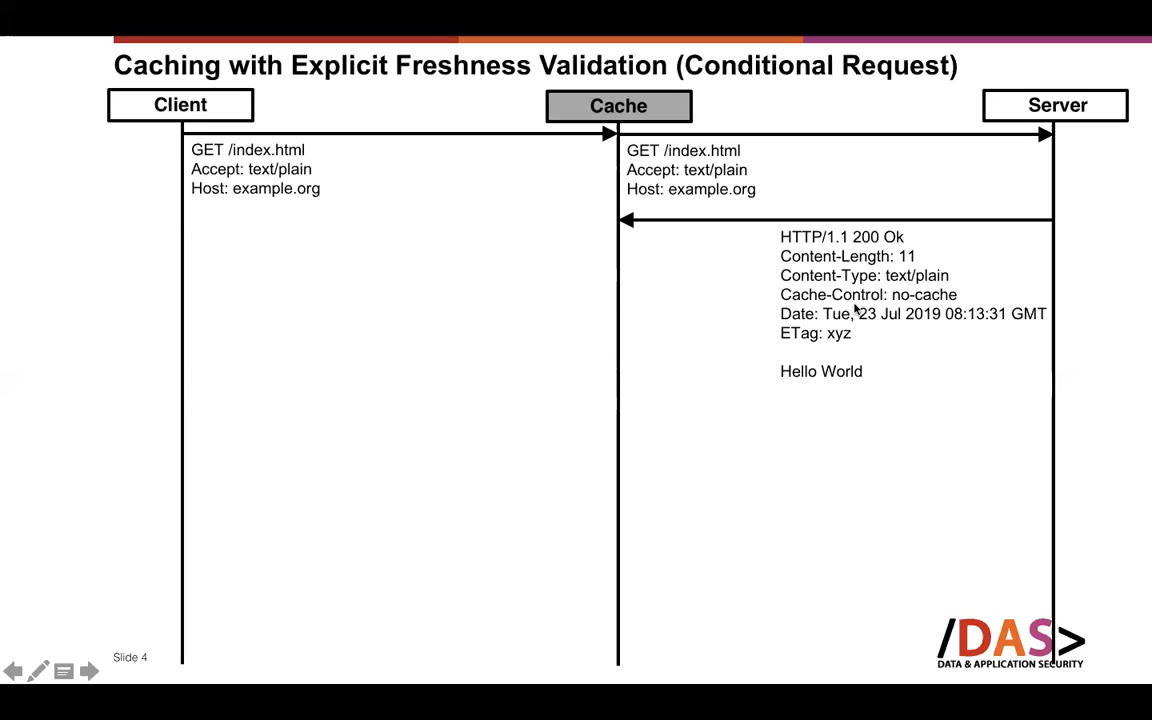 Caching with Explicit Freshness Validation (Conditional Request)
Client
Cache
Server
GET /index.html
Accept: text/plain
Host: example.org
GET /index.html
Accept: text/plain
Host: example.org
HTTP/1.1 200 Ok
Content-Length: 11
Content-Type: text/plain
Cache-Control: no-cache
Date: Tue, 23 Jul 2019 08:13:31 GMT
ETag: xyz
Hello World
Slide 4
/DAS>
DATA & APPLICATION SECURITY